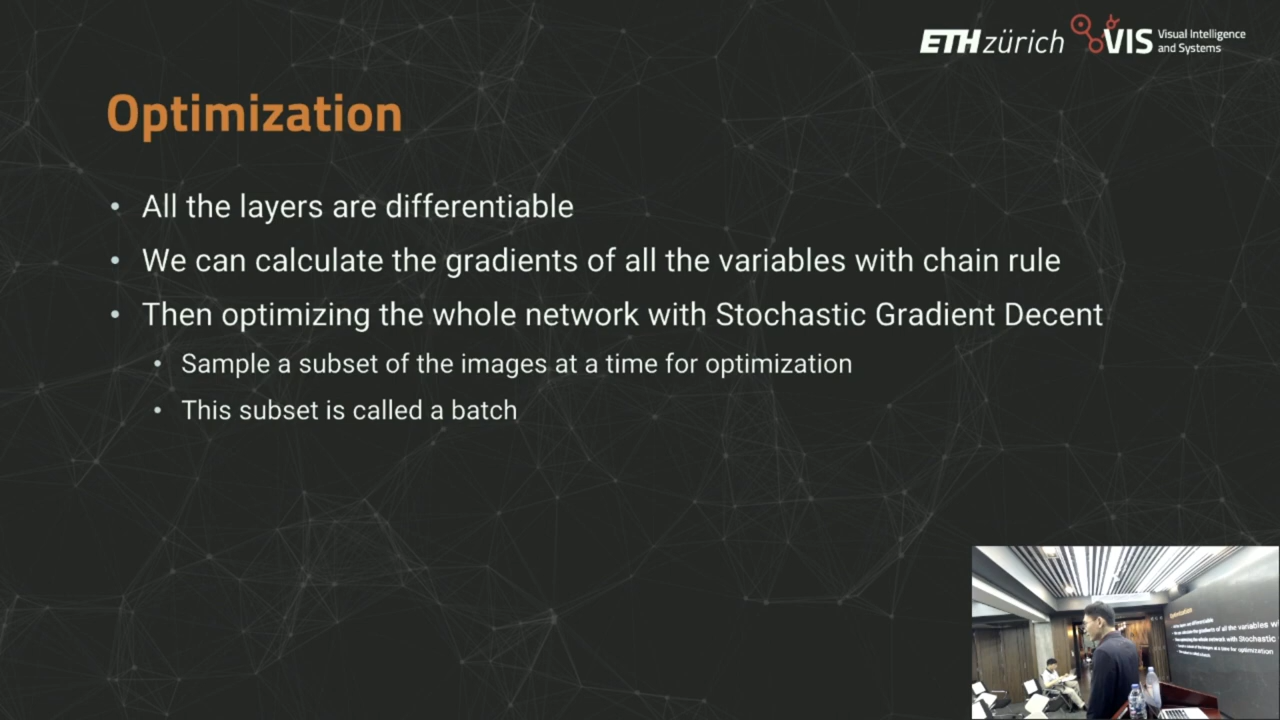 ETH zürich
VIS
Visual Intelligence
and Systems
Optimization
• All the layers are differentiable
• We can calculate the gradients of all the variables with chain rule
• Then optimizing the whole network with Stochastic Gradient Decent
• Sample a subset of the images at a time for optimization
• This subset is called a batch